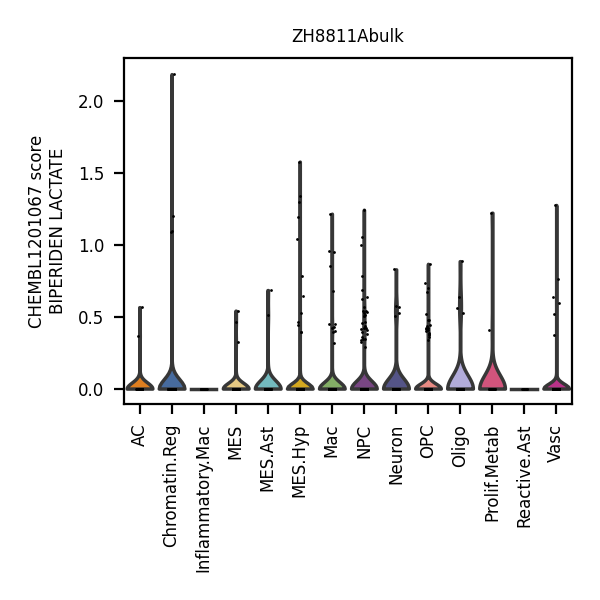 ZH8811Abulk
CHEMBL1201067 score
BIPERIDEN LACTATE
2.0
1.5
1.0
0.5
0.0
AC
Chromatin.Reg
Inflammatory.Mac
MES
MES.Ast
MES.Hyp
Mac
NPC
Neuron
OPC
Oligo
Prolif.Metab
Reactive.Ast
Vasc